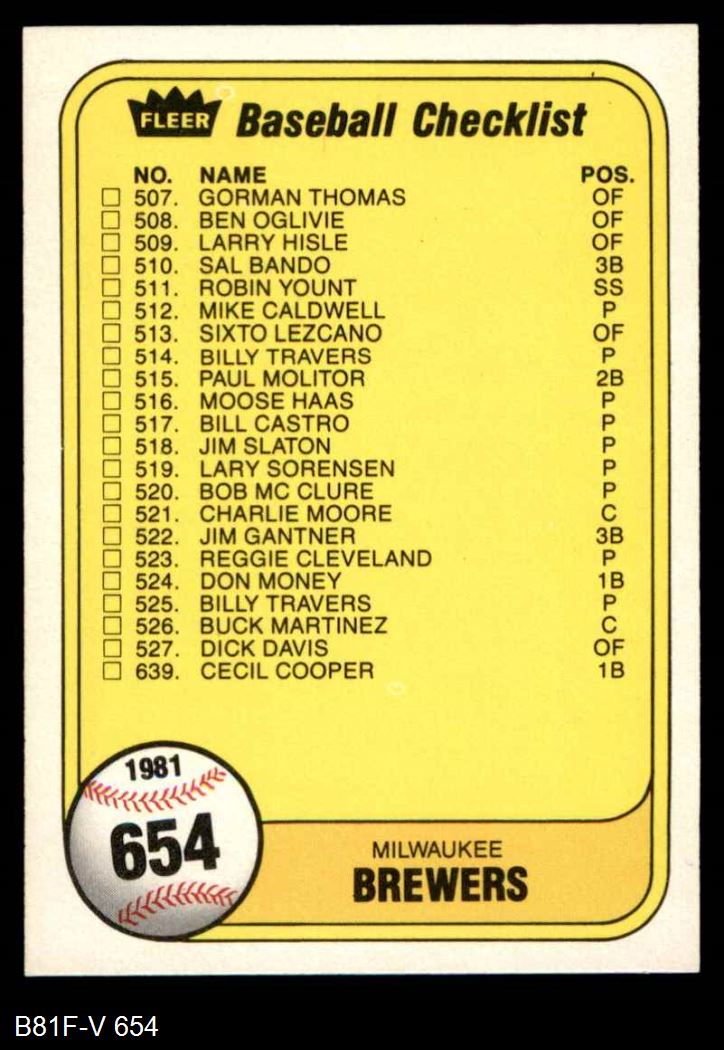 FLEER Baseball Checklist
NO. NAME POS.
507. GORMAN THOMAS OF
508. BEN OGLIVIE OF
509. LARRY HISLE OF
510. SAL BANDO 3B
511. ROBIN YOUNT SS
512. MIKE CALDWELL P
513. SIXTO LEZCANO OF
514. BILLY TRAVERS P
515. PAUL MOLITOR 2B
516. MOOSE HAAS P
517. BILL CASTRO P
518. JIM SLATON P
519. LARY SORENSEN P
520. BOB MC CLURE P
521. CHARLIE MOORE C
522. JIM GANTNER 3B
523. REGGIE CLEVELAND P
524. DON MONEY 1B
525. BILLY TRAVERS P
526. BUCK MARTINEZ C
527. DICK DAVIS OF
639. CECIL COOPER 1B
1981
654
MILWAUKEE
BREWERS
B81F-V 654